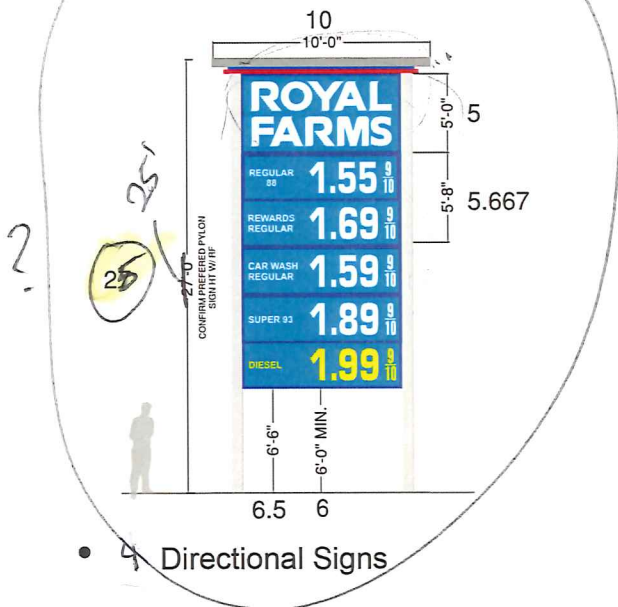 10
10'-0"
ROYAL
FARMS
5'-0"
5
REGULAR
88
1.55 9/10
5'-8"
5.667
REWARDS
REGULAR
1.69 9/10
25'
?
25
27'-0"
CONFIRM PREFERED PYLON
SIGN HT W/ RF
CAR WASH
REGULAR
1.59 9/10
SUPER 93
1.89 9/10
DIESEL
1.99 9/10
6'-6"
6'-0" MIN.
6.5
6
• 4 Directional Signs